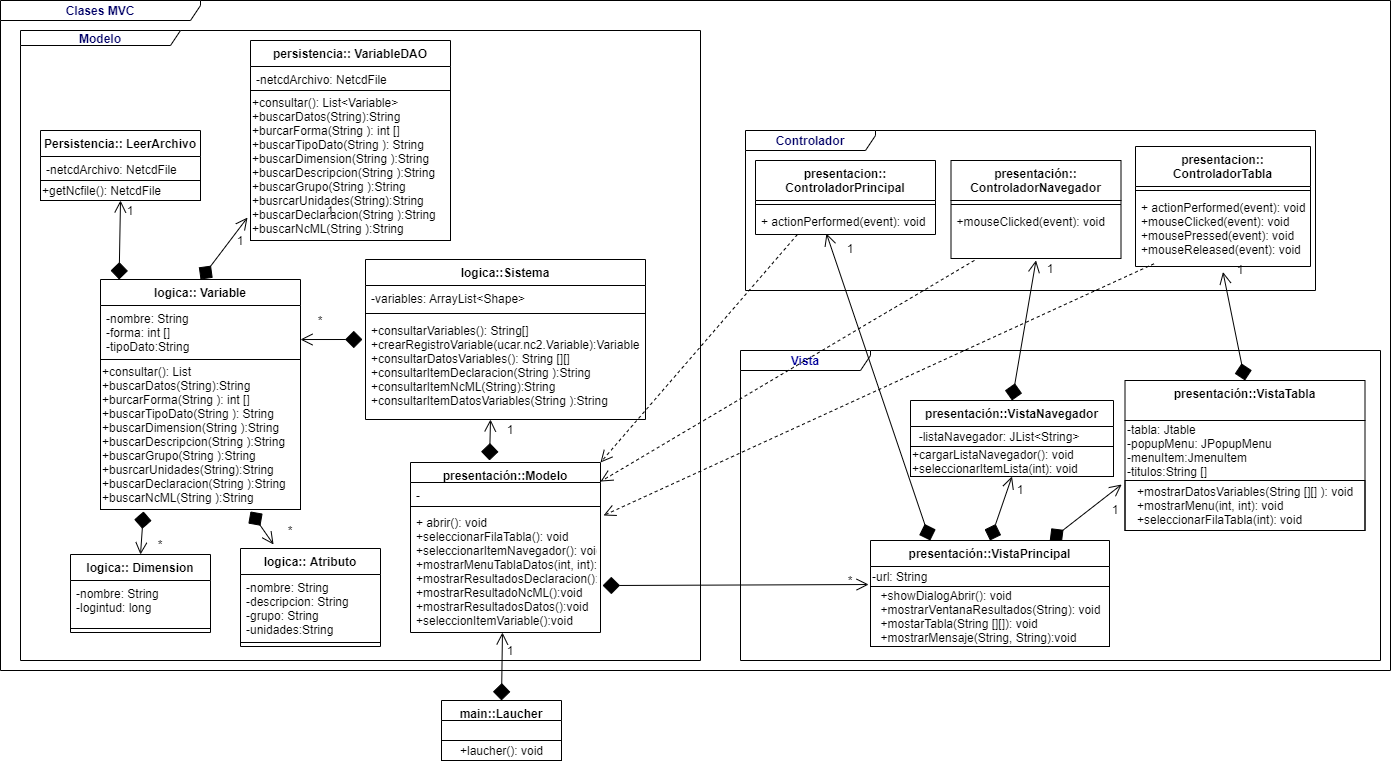 Clases MVC
Modelo
persistencia:: VariableDAO
-netcdArchivo: NetcdFile
+consultar(): List<Variable>
+buscarDatos(String):String
+burcarForma(String ): int []
+buscarTipoDato(String ): String
+buscarDimension(String ):String
+buscarDescripcion(String ):String
+buscarGrupo(String ):String
+busrcarUnidades(String):String
+buscarDeclaracion(String ):String
+buscarNcML(String ):String
1
1
Persistencia:: LeerArchivo
-netcdArchivo: NetcdFile
+getNcfile(): NetcdFile
1
logica:: Variable
-nombre: String
-forma: int []
-tipoDato:String
+consultar(): List
+buscarDatos(String):String
+burcarForma(String ): int []
+buscarTipoDato(String ): String
+buscarDimension(String ):String
+buscarDescripcion(String ):String
+buscarGrupo(String ):String
+busrcarUnidades(String):String
+buscarDeclaracion(String ):String
+buscarNcML(String ):String
*
logica::Sistema
-variables: ArrayList<Shape>
+consultarVariables(): String[]
+crearRegistroVariable(ucar.nc2.Variable):Variable
+consultarDatosVariables(): String [][]
+consultarItemDeclaracion(String ):String
+consultarItemNcML(String):String
+consultarItemDatosVariables(String ):String
1
*
*
logica:: Dimension
-nombre: String
-logintud: long
logica:: Atributo
-nombre: String
-descripcion: String
-grupo: String
-unidades:String
presentación::Modelo
-
+ abrir(): void
+seleccionarFilaTabla(): void
+seleccionarItemNavegador(): voi
+mostrarMenuTablaDatos(int, int):
+mostrarResultadosDeclaracion():
+mostrarResultadoNcML():void
+mostrarResultadosDatos():void
+seleccionItemVariable():void
1
main::Laucher
+laucher(): void
Controlador
presentacion::
ControladorPrincipal
+ actionPerformed(event): void
1
presentación::
ControladorNavegador
+mouseClicked(event): void
1
presentacion::
ControladorTabla
+ actionPerformed(event): void
+mouseClicked(event): void
+mousePressed(event): void
+mouseReleased(event): void
1
Vista
presentación::VistaNavegador
-listaNavegador: JList<String>
+cargarListaNavegador(): void
+seleccionarItemLista(int): void
1
presentación::VistaTabla
-tabla: Jtable
-popupMenu: JPopupMenu
-menuItem:JmenuItem
-titulos:String []
+mostrarDatosVariables(String [][] ): void
+mostrarMenu(int, int): void
+seleccionarFilaTabla(int): void
1
*
presentación::VistaPrincipal
-url: String
+showDialogAbrir(): void
+mostrarVentanaResultados(String): void
+mostarTabla(String [][]): void
+mostrarMensaje(String, String):void